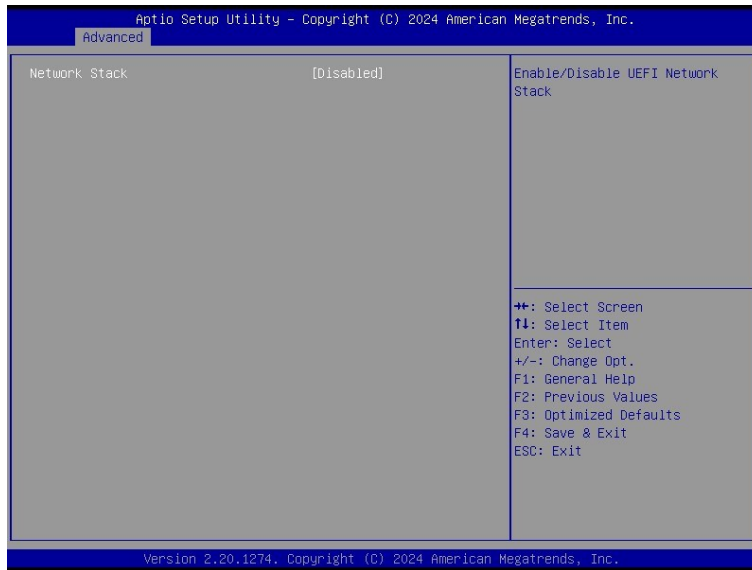 Aptio Setup Utility – Copyright (C) 2024 American Megatrends, Inc.
Advanced
Network Stack [Disabled]
Enable/Disable UEFI Network
Stack
→←: Select Screen
↑↓: Select Item
Enter: Select
+/-: Change Opt.
F1: General Help
F2: Previous Values
F3: Optimized Defaults
F4: Save & Exit
ESC: Exit
Version 2.20.1274. Copyright (C) 2024 American Megatrends, Inc.